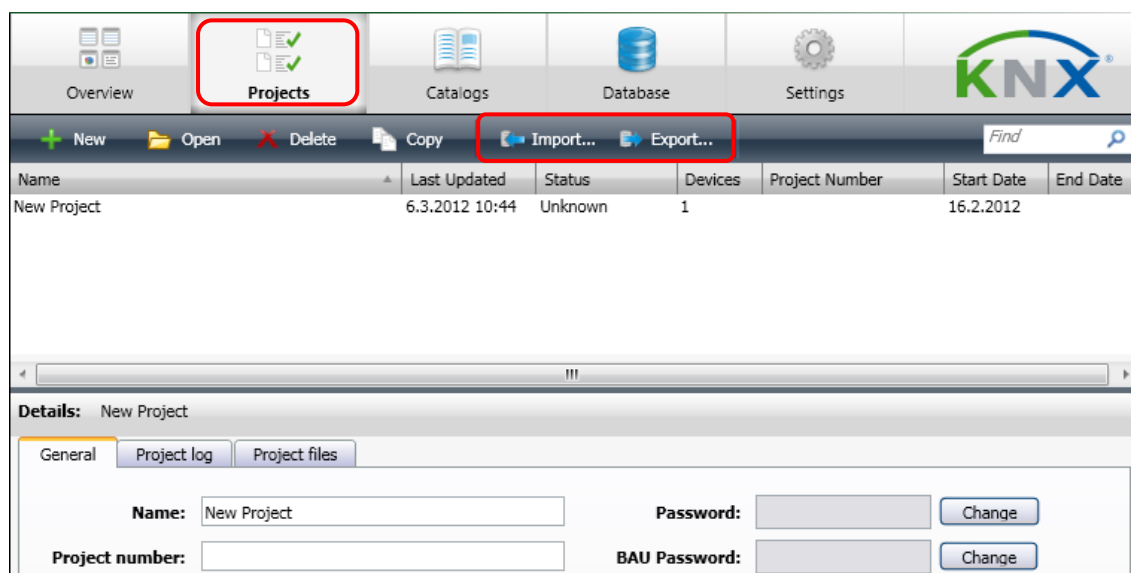 Overview Projects Catalogs Database Settings KNX ®
New Open Delete Copy Import... Export... Find
Name Last Updated Status Devices Project Number Start Date End Date
New Project 6.3.2012 10:44 Unknown 1 16.2.2012
Details: New Project
General Project log Project files
Name: New Project Password: Change
Project number: BAU Password: Change